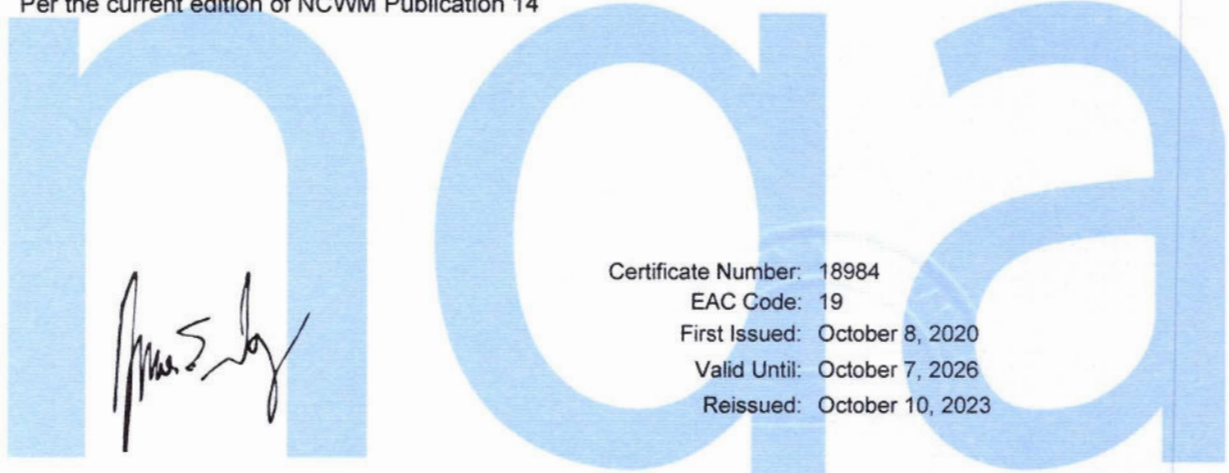 Per the current edition of NCWM Publication 14
nqa
Certificate Number: 18984
EAC Code: 19
First Issued: October 8, 2020
Valid Until: October 7, 2026
Reissued: October 10, 2023